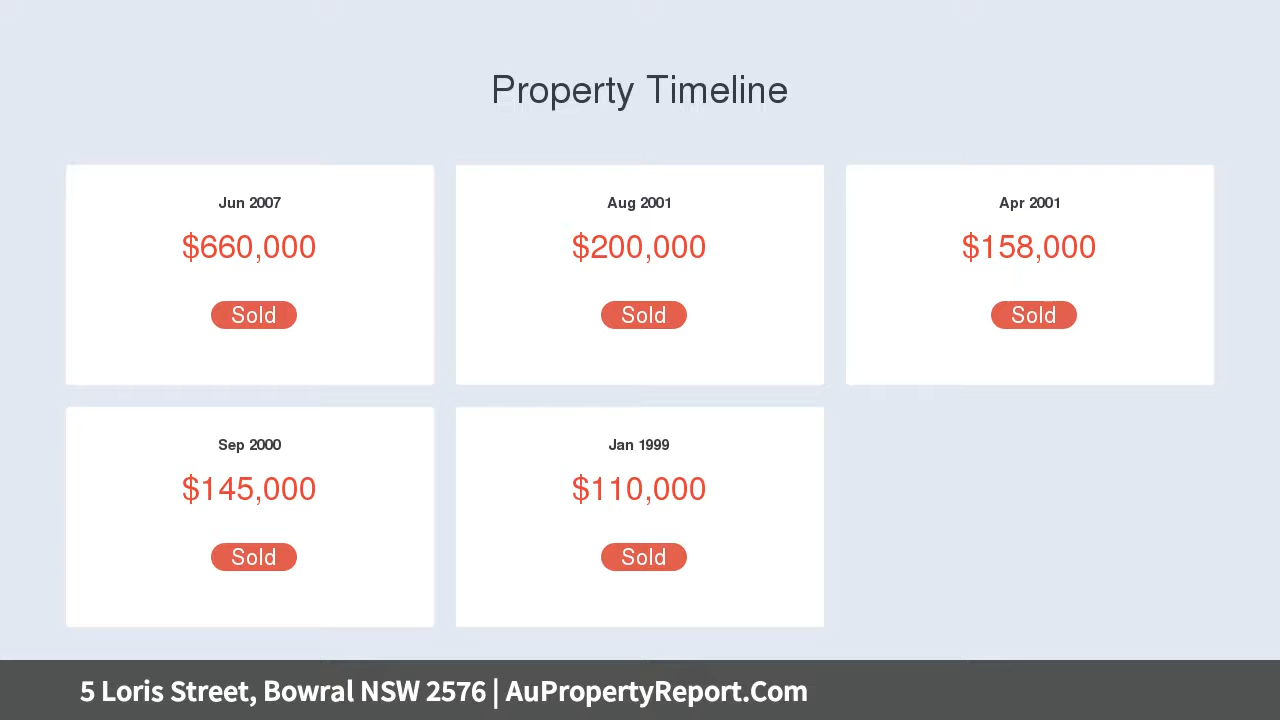 Property Timeline
Jun 2007
$660,000
Sold
Aug 2001
$200,000
Sold
Apr 2001
$158,000
Sold
Sep 2000
$145,000
Sold
Jan 1999
$110,000
Sold
5 Loris Street, Bowral NSW 2576 | AuPropertyReport.Com